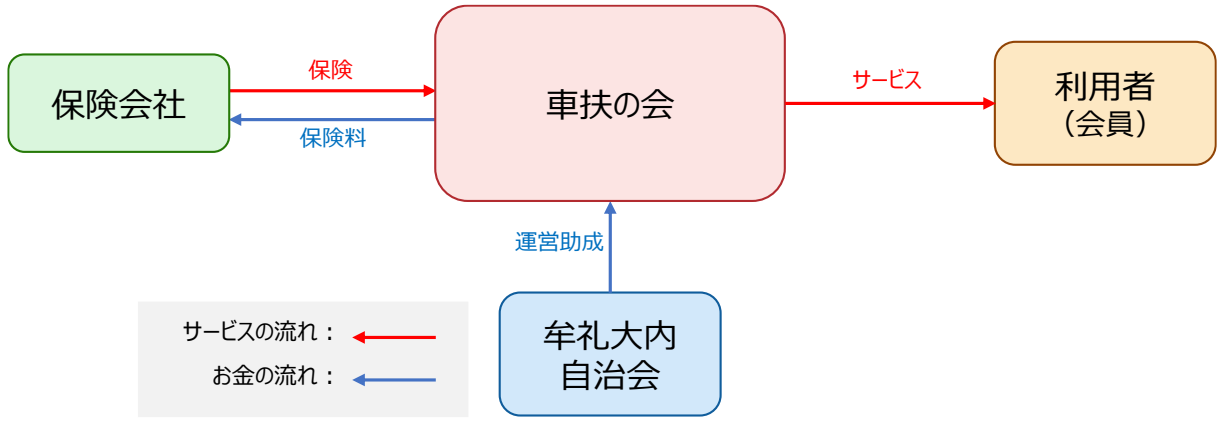 保険会社
保険
保険料
車扶の会
サービス
利用者
（会員）
運営助成
牟礼大内
自治会
サービスの流れ：
お金の流れ：